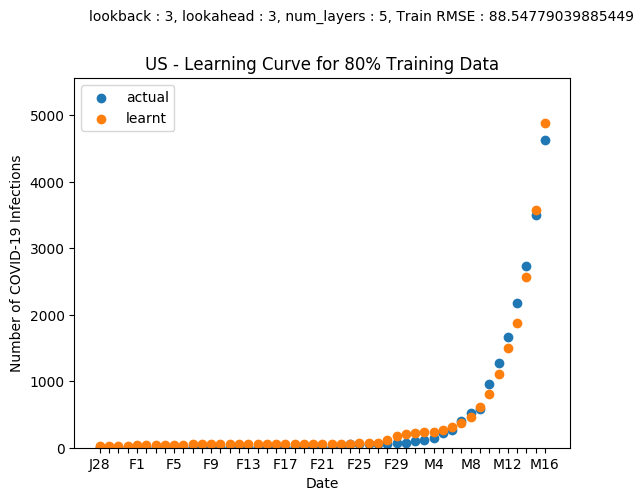 lookback : 3, lookahead : 3, num_layers : 5, Train RMSE : 88.54779039885449
US - Learning Curve for 80% Training Data
actual
learnt
Number of COVID-19 Infections
5000
4000
3000
2000
1000
0
J28 F1 F5 F9 F13 F17 F21 F25 F29 M4 M8 M12 M16
Date